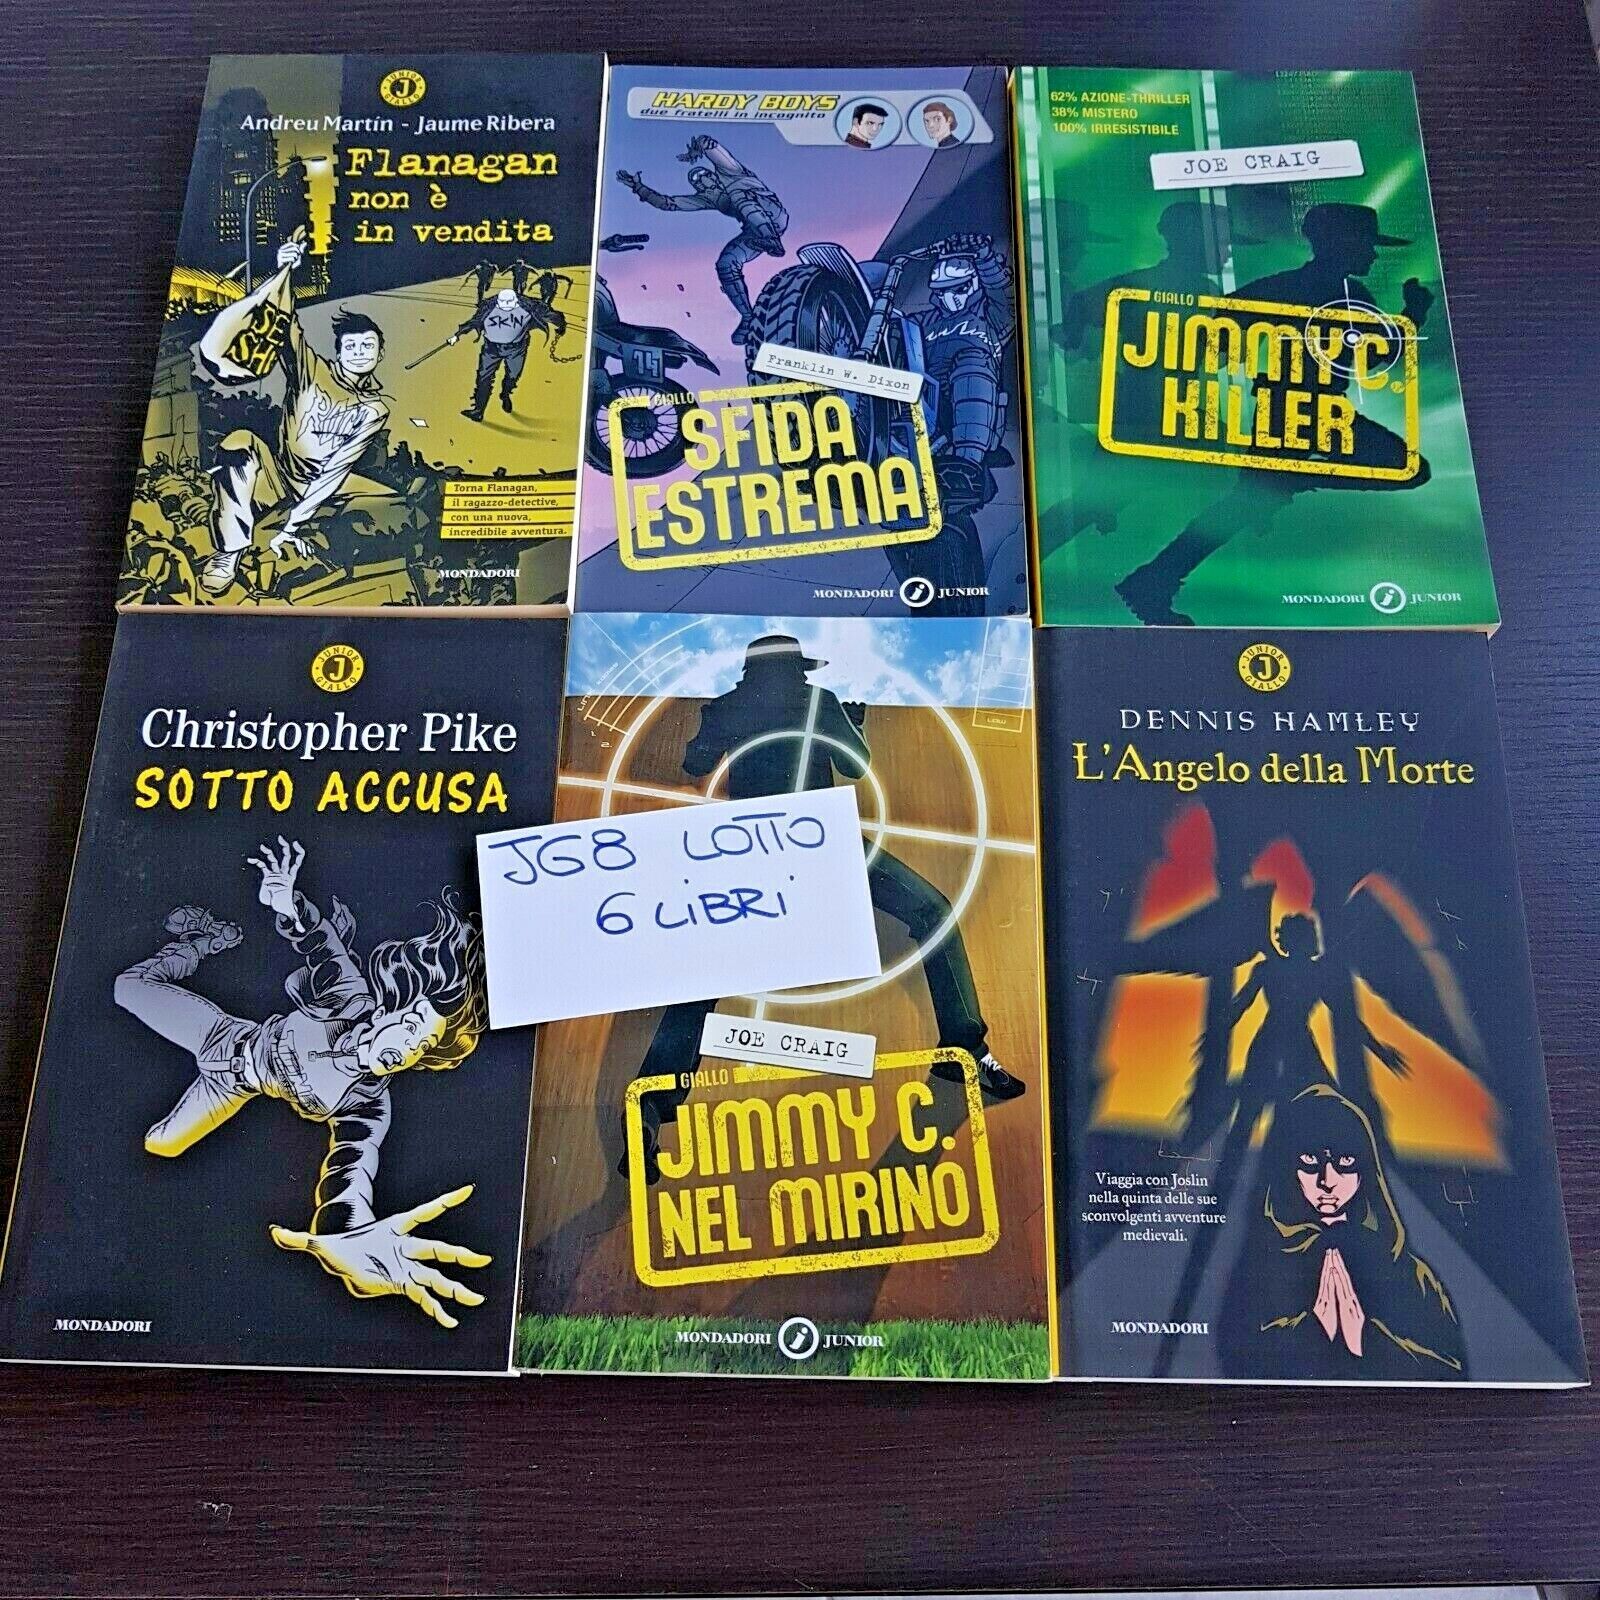 JUNIOR J GIALLO
Andreu Martín - Jaume Ribera
Flanagan
non è
in vendita
SKIN
Torna Flanagan,
il ragazzo-detective,
con una nuova,
incredibile avventura.
MONDADORI
HARDY BOYS
due fratelli in incognito
Franklin W. Dixon
GIALLO
SFIDA
ESTREMA
MONDADORI J JUNIOR
62% AZIONE-THRILLER
38% MISTERO
100% IRRESISTIBILE
JOE CRAIG
GIALLO
JIMMY C.
KILLER
MONDADORI J JUNIOR
JUNIOR J GIALLO
Christopher Pike
SOTTO ACCUSA
MONDADORI
JG8 LOTTO
6 LIBRI
JOE CRAIG
GIALLO
JIMMY C.
NEL MIRINO
MONDADORI J JUNIOR
JUNIOR J GIALLO
DENNIS HAMLEY
L'Angelo della Morte
Viaggia con Joslin
nella quinta delle sue
sconvolgenti avventure
medievali.
MONDADORI